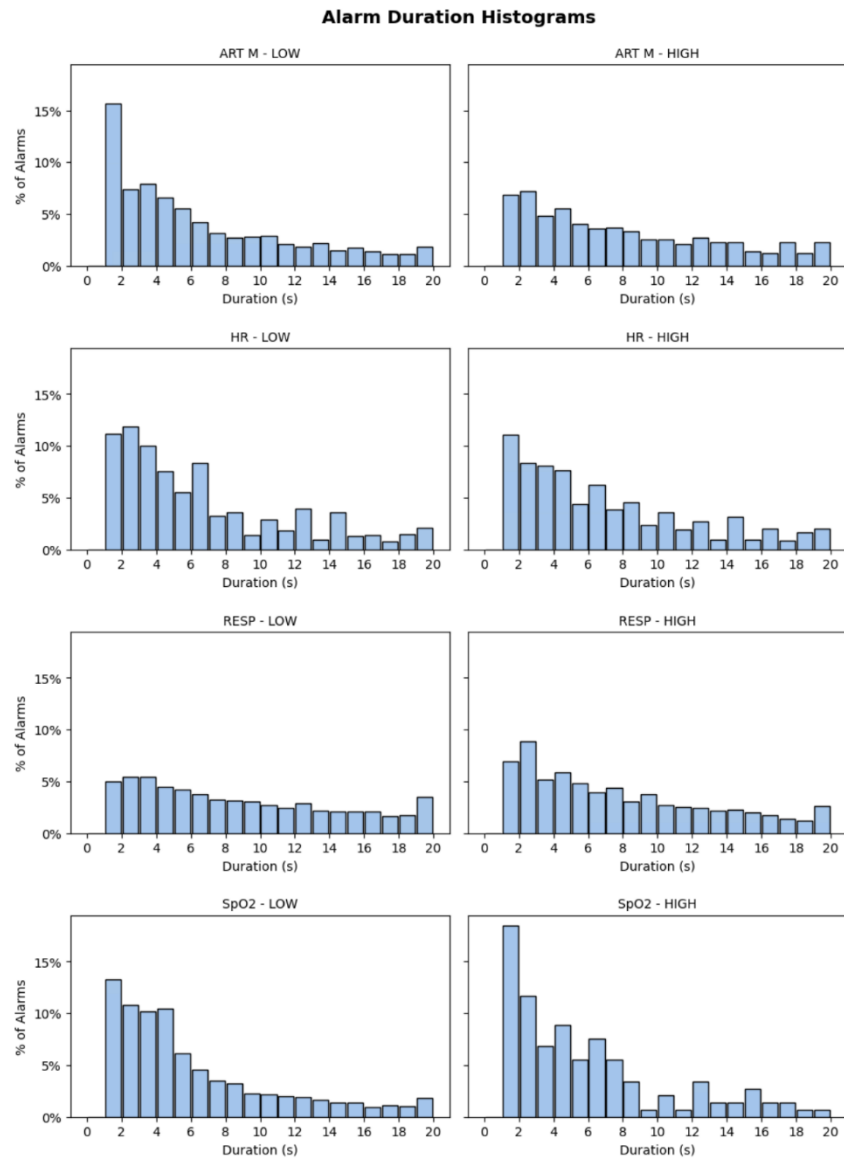 Alarm Duration Histograms
ART M - LOW
ART M - HIGH
% of Alarms
15%
10%
5%
0%
0 2 4 6 8 10 12 14 16 18 20
0 2 4 6 8 10 12 14 16 18 20
Duration (s)
Duration (s)
HR - LOW
HR - HIGH
% of Alarms
15%
10%
5%
0%
0 2 4 6 8 10 12 14 16 18 20
0 2 4 6 8 10 12 14 16 18 20
Duration (s)
Duration (s)
RESP - LOW
RESP - HIGH
% of Alarms
15%
10%
5%
0%
0 2 4 6 8 10 12 14 16 18 20
0 2 4 6 8 10 12 14 16 18 20
Duration (s)
Duration (s)
SpO2 - LOW
SpO2 - HIGH
% of Alarms
15%
10%
5%
0%
0 2 4 6 8 10 12 14 16 18 20
0 2 4 6 8 10 12 14 16 18 20
Duration (s)
Duration (s)